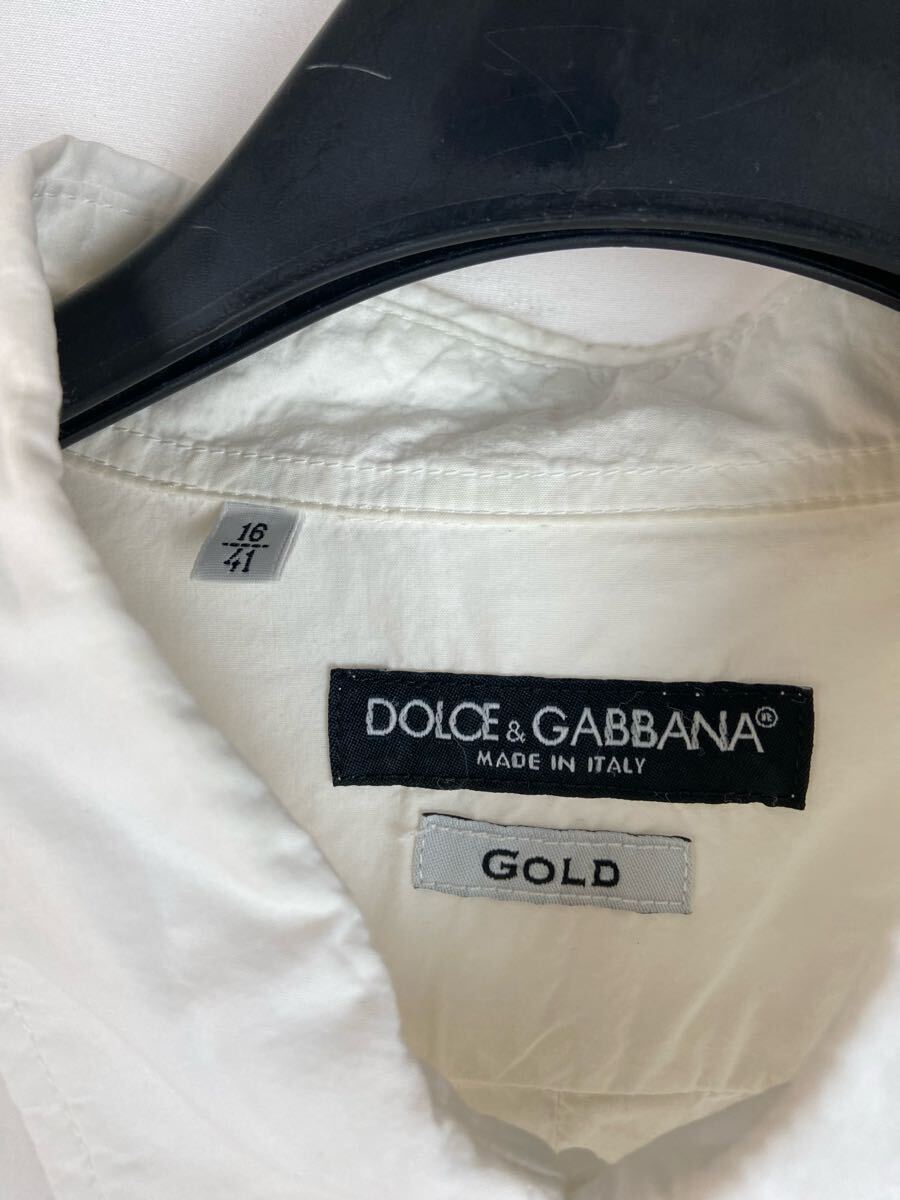 16
41
DOLCE & GABBANA®
MADE IN ITALY
GOLD